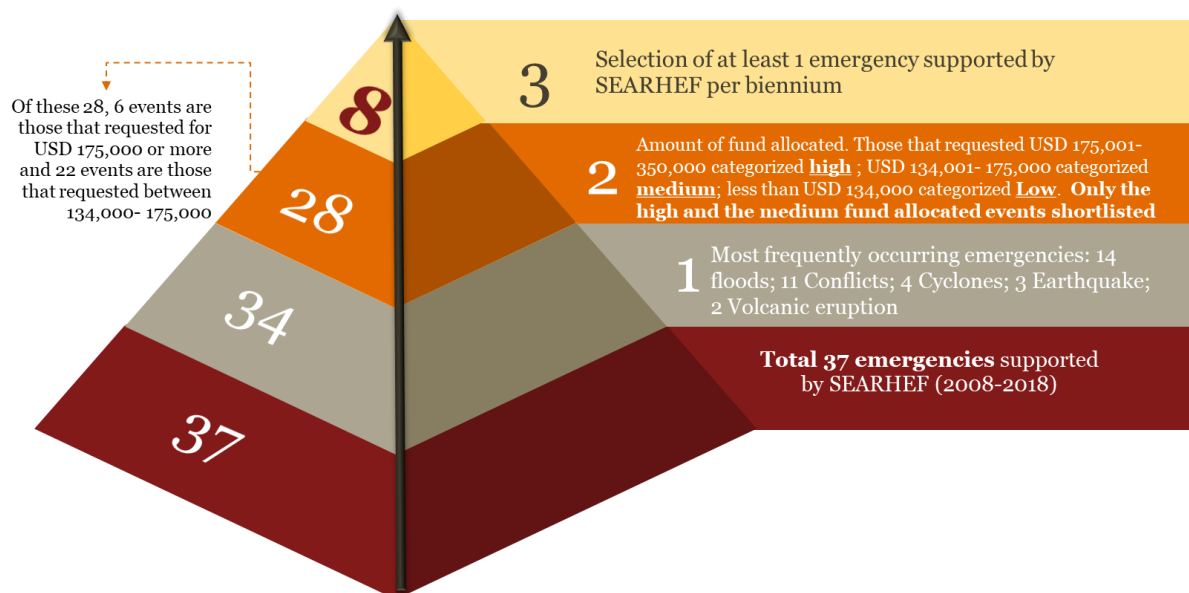 3
Selection of at least 1 emergency supported by
SEARHEF per biennium
8
Of these 28, 6 events are
those that requested for
USD 175,000 or more
and 22 events are those
that requested between
134,000- 175,000
2
Amount of fund allocated. Those that requested USD 175,001-
350,000 categorized high ; USD 134,001- 175,000 categorized
medium; less than USD 134,000 categorized Low. Only the
high and the medium fund allocated events shortlisted
28
1
Most frequently occurring emergencies: 14
floods; 11 Conflicts; 4 Cyclones; 3 Earthquake;
2 Volcanic eruption
34
Total 37 emergencies supported
by SEARHEF (2008-2018)
37